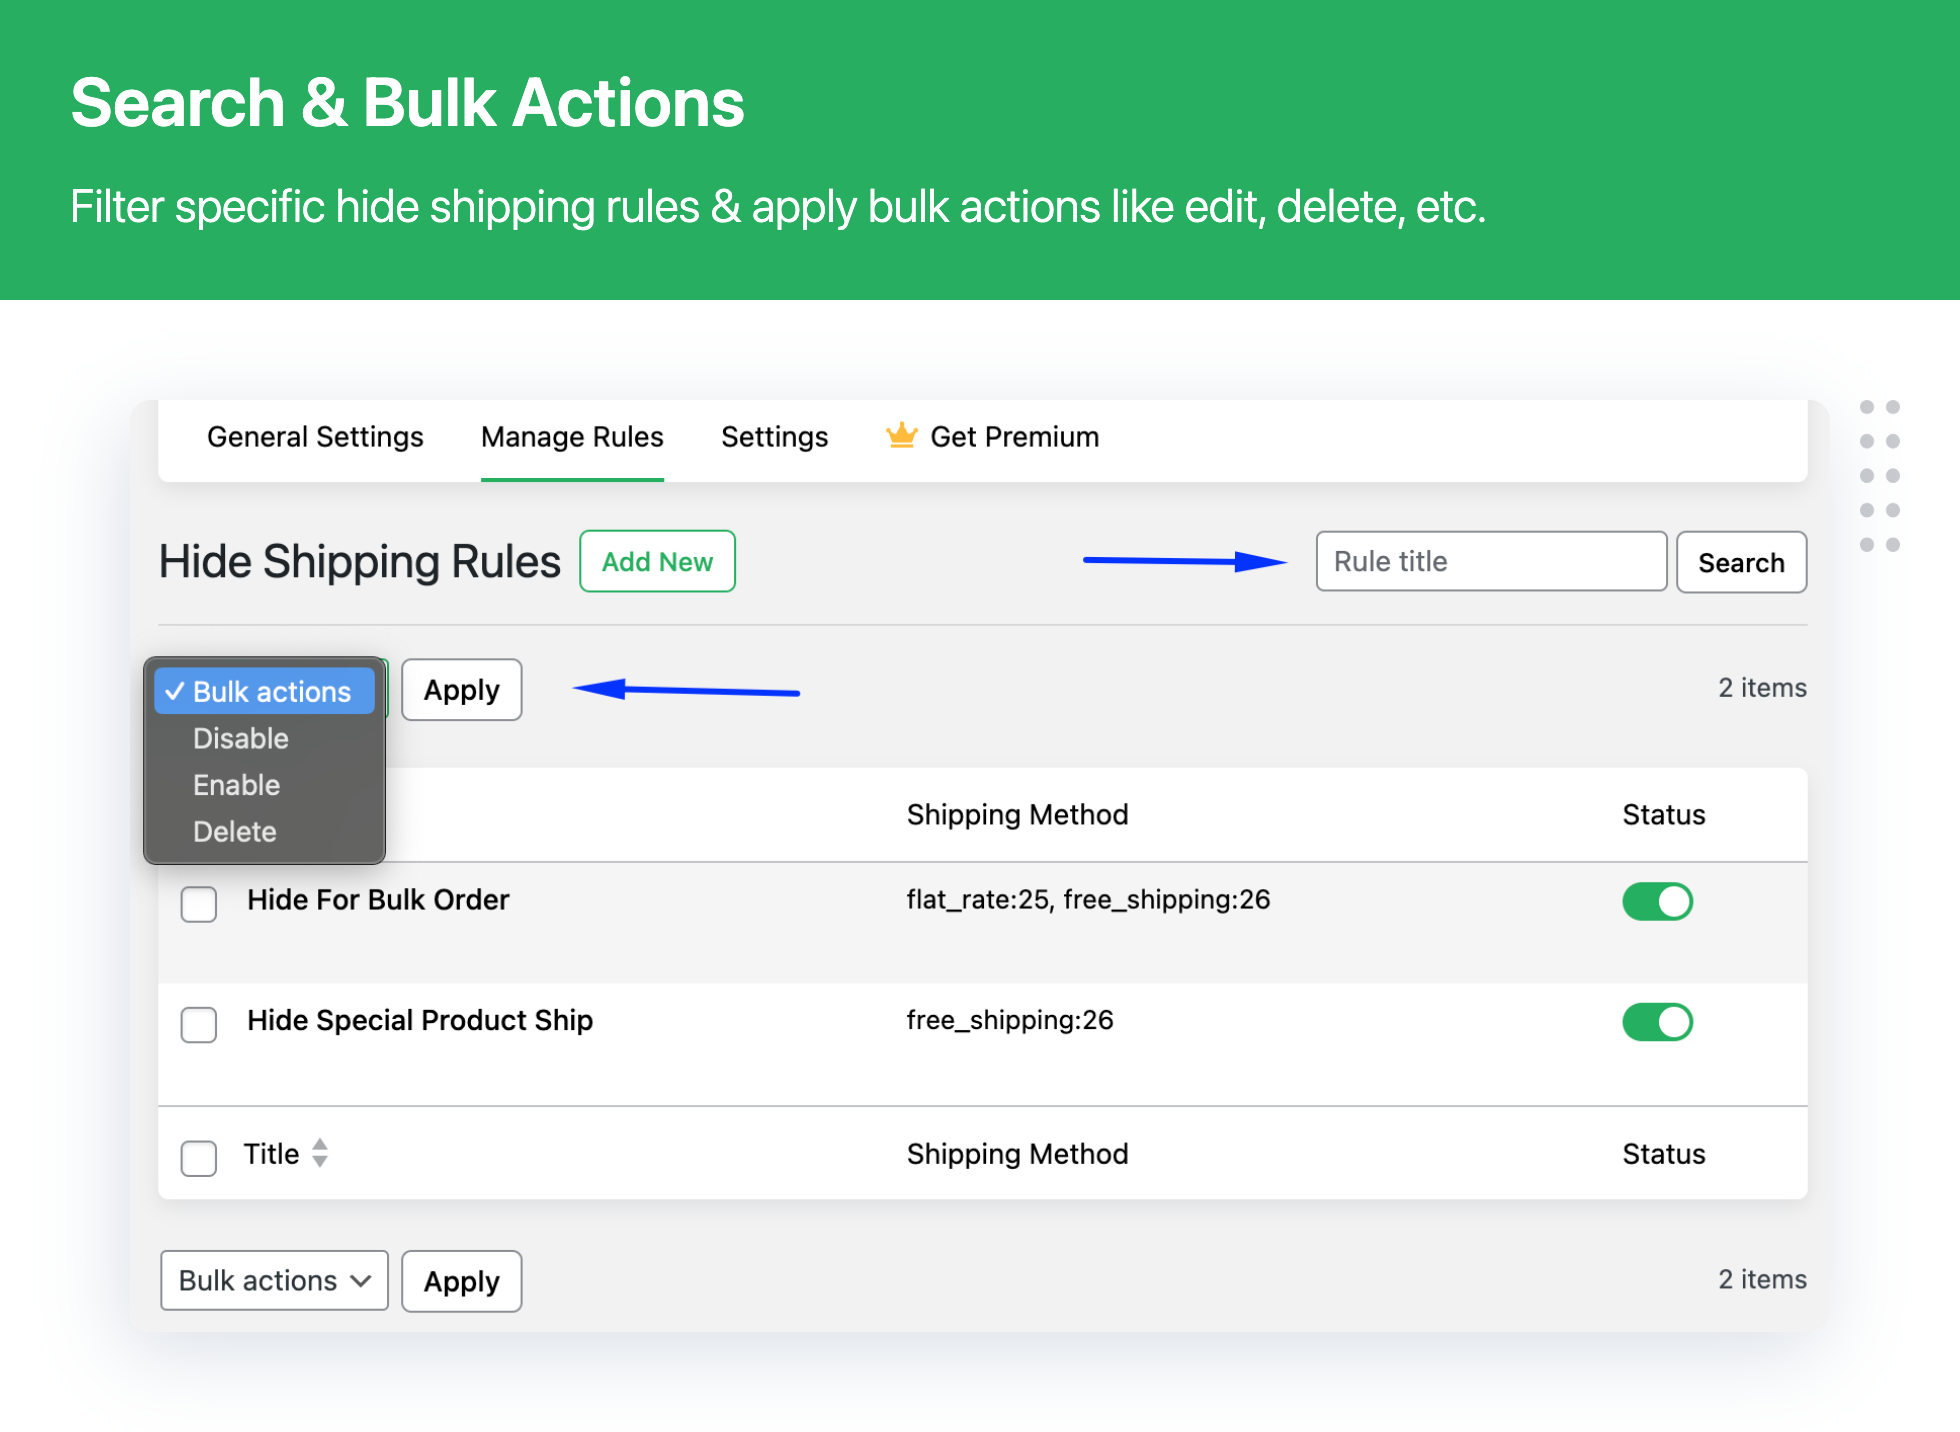 Search & Bulk Actions
Filter specific hide shipping rules & apply bulk actions like edit, delete, etc.
General Settings Manage Rules Settings Get Premium
Hide Shipping Rules Add New Rule title Search
✓ Bulk actions Apply 2 items
Disable
Enable
Delete
Shipping Method Status
Hide For Bulk Order flat_rate:25, free_shipping:26
Hide Special Product Ship free_shipping:26
Title Shipping Method Status
Bulk actions Apply 2 items